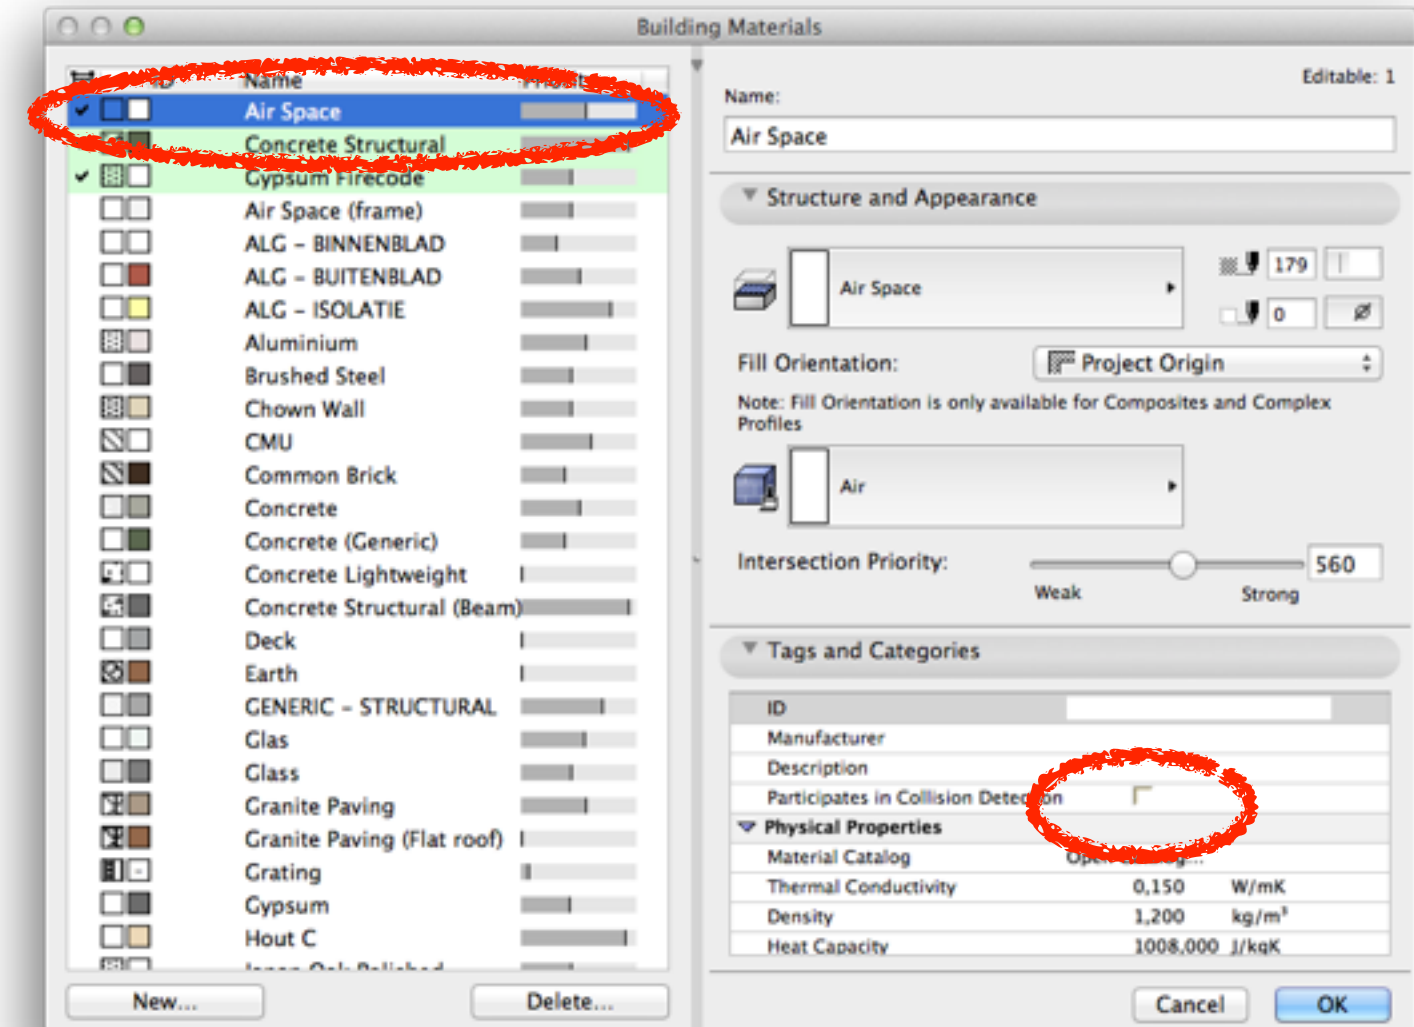 Building Materials
Name
Air Space
Concrete Structural
Gypsum Firecode
Air Space (frame)
ALG – BINNENBLAD
ALG – BUITENBLAD
ALG – ISOLATIE
Aluminium
Brushed Steel
Chown Wall
CMU
Common Brick
Concrete
Concrete (Generic)
Concrete Lightweight
Concrete Structural (Beam)
Deck
Earth
GENERIC – STRUCTURAL
Glas
Glass
Granite Paving
Granite Paving (Flat roof)
Grating
Gypsum
Hout C
New...
Delete...
Editable: 1
Name:
Air Space
Structure and Appearance
Air Space
179
0
Fill Orientation:
Project Origin
Note: Fill Orientation is only available for Composites and Complex
Profiles
Air
Intersection Priority:
560
Weak
Strong
Tags and Categories
ID
Manufacturer
Description
Participates in Collision Detection
Physical Properties
Material Catalog
Thermal Conductivity 0,150 W/mK
Density 1,200 kg/m³
Heat Capacity 1008,000 J/kgK
Cancel
OK